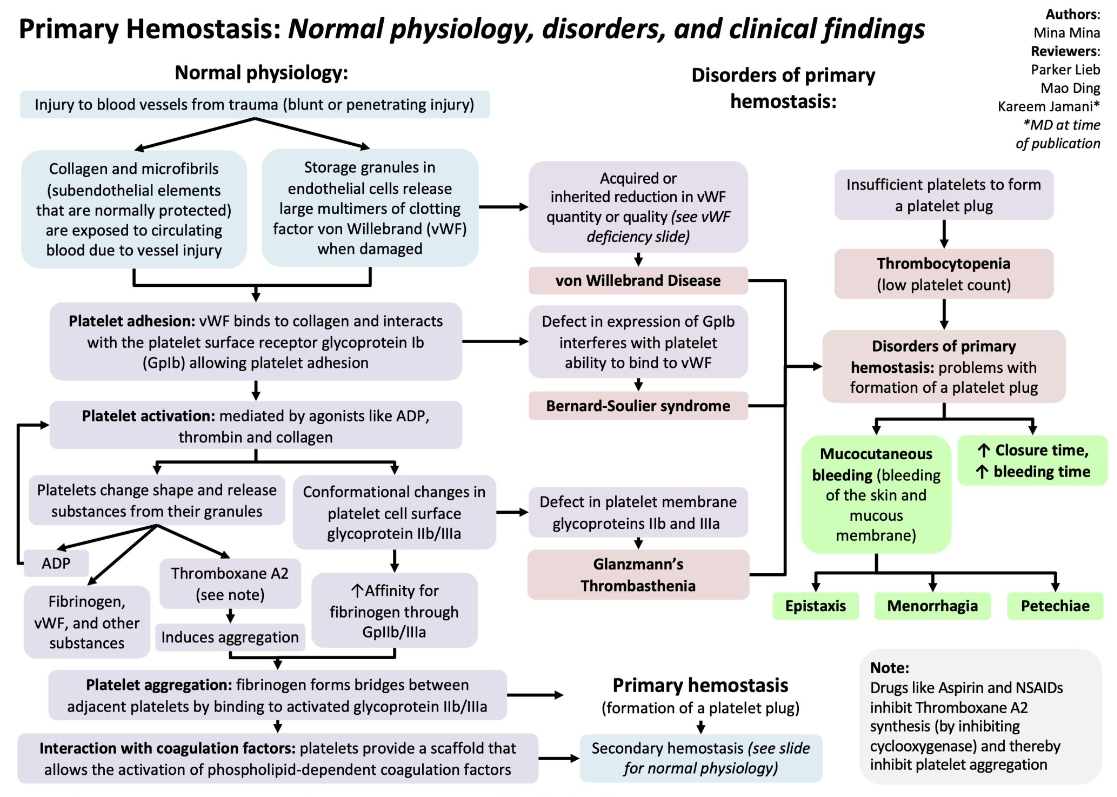 Primary Hemostasis: Normal physiology, disorders, and clinical findings
Authors:
Mina Mina
Reviewers:
Parker Lieb
Mao Ding
Kareem Jamani*
*MD at time
of publication
Normal physiology:
Injury to blood vessels from trauma (blunt or penetrating injury)
Collagen and microfibrils
(subendothelial elements
that are normally protected)
are exposed to circulating
blood due to vessel injury
Storage granules in
endothelial cells release
large multimers of clotting
factor von Willebrand (vWF)
when damaged
Platelet adhesion: vWF binds to collagen and interacts
with the platelet surface receptor glycoprotein Ib
(GpIb) allowing platelet adhesion
Platelet activation: mediated by agonists like ADP,
thrombin and collagen
Platelets change shape and release
substances from their granules
Conformational changes in
platelet cell surface
glycoprotein IIb/IIIa
ADP
Fibrinogen,
vWF, and other
substances
Thromboxane A2
(see note)
Induces aggregation
↑Affinity for
fibrinogen through
GpIIb/IIIa
Platelet aggregation: fibrinogen forms bridges between
adjacent platelets by binding to activated glycoprotein IIb/IIIa
Interaction with coagulation factors: platelets provide a scaffold that
allows the activation of phospholipid-dependent coagulation factors
Disorders of primary
hemostasis:
Acquired or
inherited reduction in vWF
quantity or quality (see vWF
deficiency slide)
von Willebrand Disease
Defect in expression of GpIb
interferes with platelet
ability to bind to vWF
Bernard-Soulier syndrome
Defect in platelet membrane
glycoproteins IIb and IIIa
Glanzmann's
Thrombasthenia
Insufficient platelets to form
a platelet plug
Thrombocytopenia
(low platelet count)
Disorders of primary
hemostasis: problems with
formation of a platelet plug
Mucocutaneous
bleeding (bleeding
of the skin and
mucous
membrane)
↑ Closure time,
↑ bleeding time
Epistaxis
Menorrhagia
Petechiae
Primary hemostasis
(formation of a platelet plug)
Secondary hemostasis (see slide
for normal physiology)
Note:
Drugs like Aspirin and NSAIDs
inhibit Thromboxane A2
synthesis (by inhibiting
cyclooxygenase) and thereby
inhibit platelet aggregation